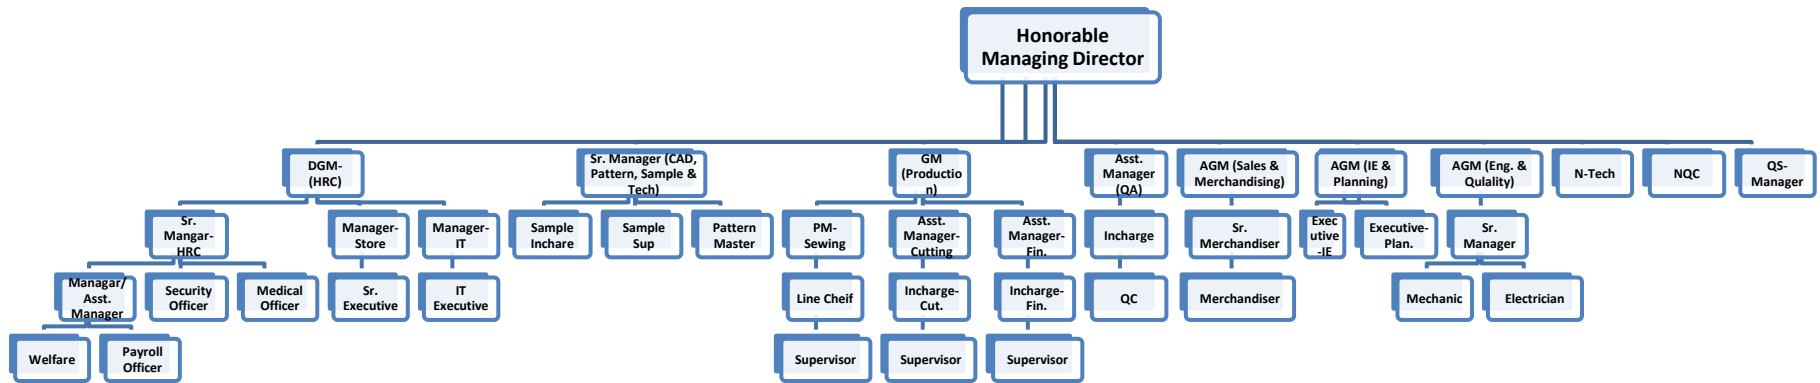 Honorable
Managing Director
DGM-
(HRC)
Sr. Manager (CAD,
Pattern, Sample &
Tech)
GM
(Productio
n)
Asst.
Manager
(QA)
AGM (Sales &
Merchandising)
AGM (IE &
Planning)
AGM (Eng. &
Qulality)
N-Tech
NQC
QS-
Manager
Sr.
Mangar-
HRC
Manager-
Store
Manager-
IT
Sample
Inchare
Sample
Sup
Pattern
Master
PM-
Sewing
Asst.
Manager-
Cutting
Asst.
Manager-
Fin.
Incharge
Sr.
Merchandiser
Exec
utive
-IE
Executive-
Plan.
Sr.
Manager
Managar/
Asst.
Manager
Security
Officer
Medical
Officer
Sr.
Executive
IT
Executive
Line Cheif
Incharge-
Cut.
Incharge-
Fin.
QC
Merchandiser
Mechanic
Electrician
Welfare
Payroll
Officer
Supervisor
Supervisor
Supervisor